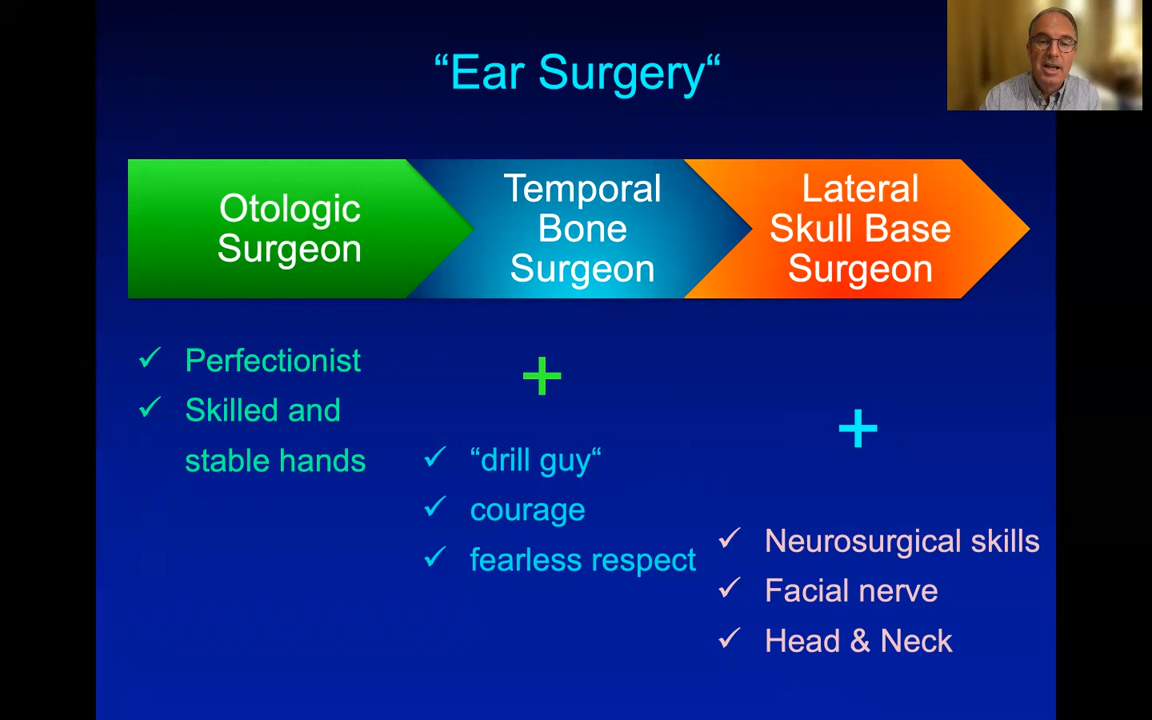 “Ear Surgery“
Otologic
Surgeon
Temporal
Bone
Surgeon
Lateral
Skull Base
Surgeon
✓ Perfectionist
✓ Skilled and
stable hands
+
✓ “drill guy“
✓ courage
✓ fearless respect
+
✓ Neurosurgical skills
✓ Facial nerve
✓ Head & Neck